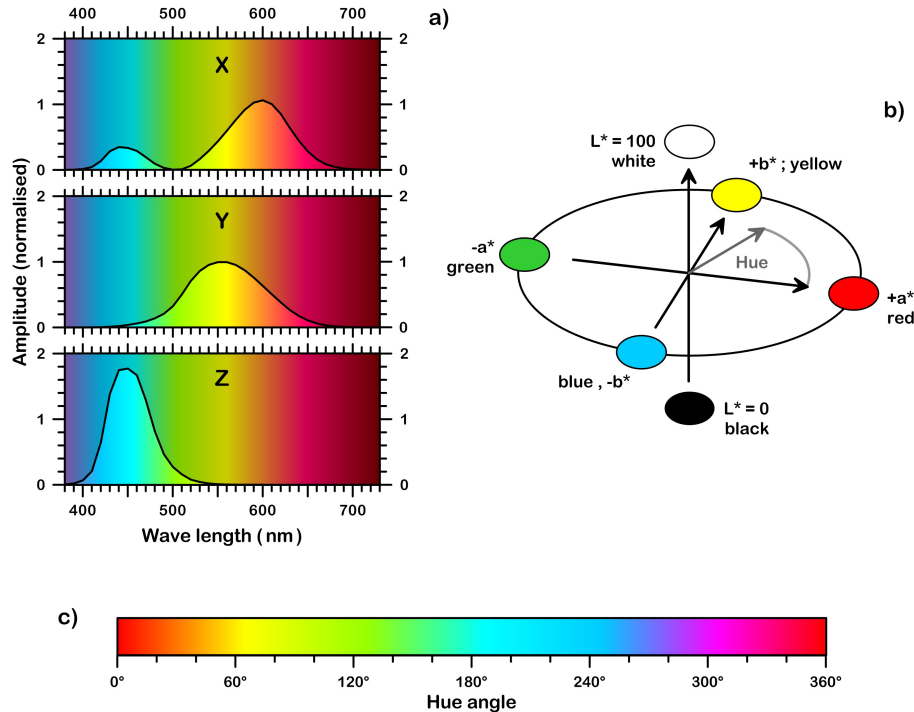 400 500 600 700
a)
2 2
X
1 1
0 0
2 2
Y
1 1
0 0
2 2
Z
1 1
0 0
400 500 600 700
Amplitude (normalised)
Wave length ( nm )
b)
L* = 100
white
+b* ; yellow
-a*
green
Hue
+a*
red
blue , -b*
L* = 0
black
c)
0° 60° 120° 180° 240° 300° 360°
Hue angle